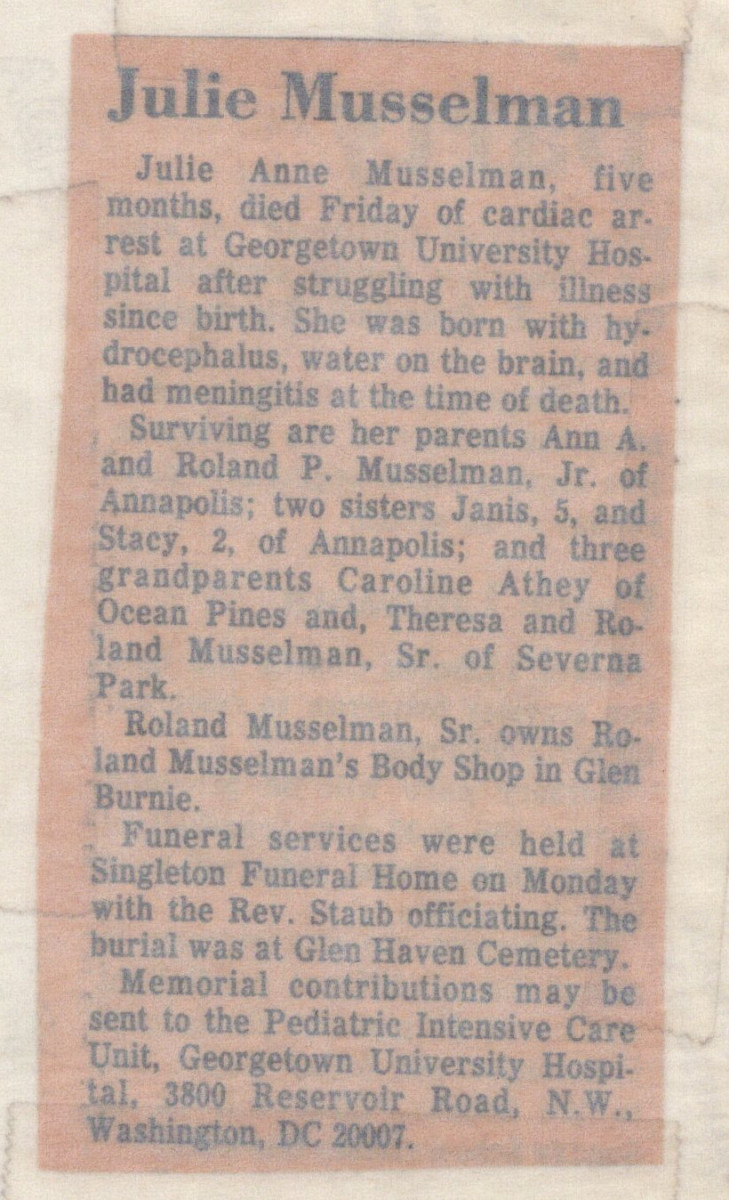 Julie Musselman
Julie Anne Musselman, five
months, died Friday of cardiac ar-
rest at Georgetown University Hos-
pital after struggling with illness
since birth. She was born with hy-
drocephalus, water on the brain, and
had meningitis at the time of death.
Surviving are her parents Ann A.
and Roland P. Musselman, Jr. of
Annapolis; two sisters Janis, 5, and
Stacy, 2, of Annapolis; and three
grandparents Caroline Athey of
Ocean Pines and, Theresa and Ro-
land Musselman, Sr. of Severna
Park.
Roland Musselman, Sr. owns Ro-
land Musselman's Body Shop in Glen
Burnie.
Funeral services were held at
Singleton Funeral Home on Monday
with the Rev. Staub officiating. The
burial was at Glen Haven Cemetery.
Memorial contributions may be
sent to the Pediatric Intensive Care
Unit, Georgetown University Hospi-
tal, 3800 Reservoir Road, N.W.,
Washington, DC 20007.